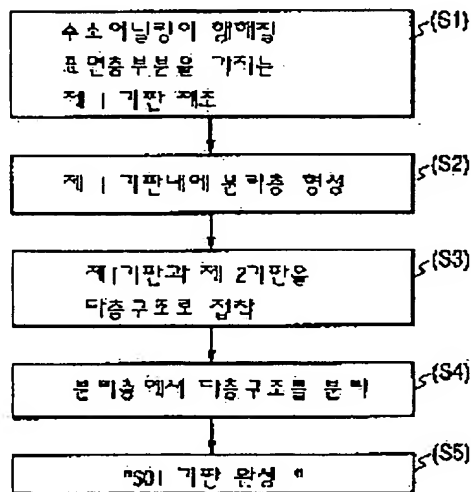 수소어닐링이 행해질 {S1}
표면층부분을 가지는
제 1 기판 제조
제 1 기판내에 분리층 형성 {S2}
제1기판과 제 2기판을 {S3}
다층구조로 접착
분리층에서 다층구조를 분리 {S4}
"SOI 기판 완성 " {S5}